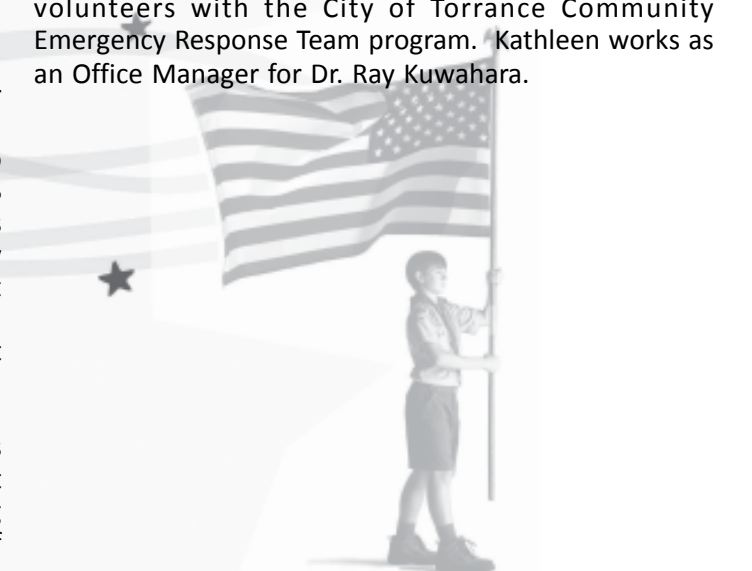 volunteers with the City of Torrance Community
Emergency Response Team program. Kathleen works as
an Office Manager for Dr. Ray Kuwahara.